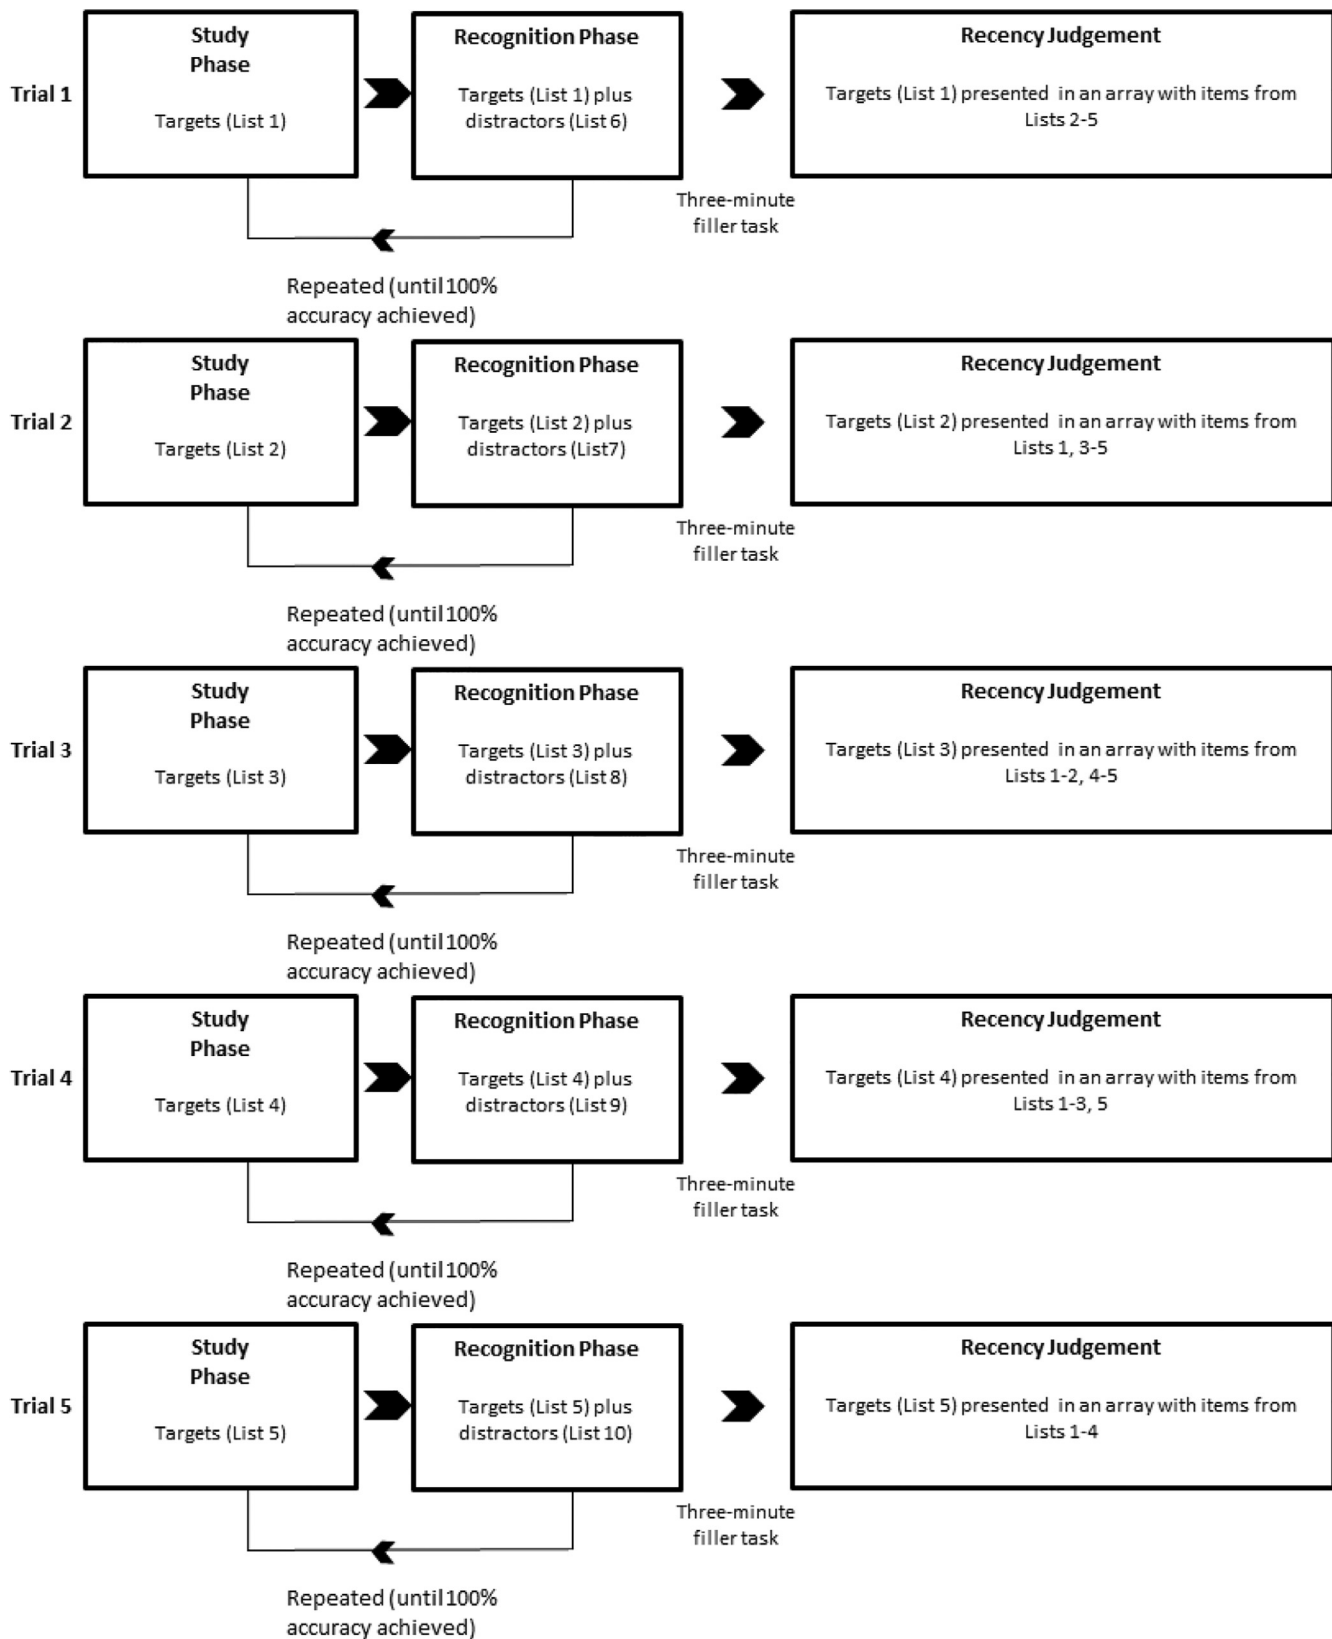 Trial 1
Study
Phase
Targets (List 1)
Recognition Phase
Targets (List 1) plus
distractors (List 6)
Recency Judgement
Targets (List 1) presented in an array with items from
Lists 2-5
Three-minute
filler task
Repeated (until 100%
accuracy achieved)
Trial 2
Study
Phase
Targets (List 2)
Recognition Phase
Targets (List 2) plus
distractors (List7)
Recency Judgement
Targets (List 2) presented in an array with items from
Lists 1, 3-5
Three-minute
filler task
Repeated (until 100%
accuracy achieved)
Trial 3
Study
Phase
Targets (List 3)
Recognition Phase
Targets (List 3) plus
distractors (List 8)
Recency Judgement
Targets (List 3) presented in an array with items from
Lists 1-2, 4-5
Three-minute
filler task
Repeated (until 100%
accuracy achieved)
Trial 4
Study
Phase
Targets (List 4)
Recognition Phase
Targets (List 4) plus
distractors (List 9)
Recency Judgement
Targets (List 4) presented in an array with items from
Lists 1-3, 5
Three-minute
filler task
Repeated (until 100%
accuracy achieved)
Trial 5
Study
Phase
Targets (List 5)
Recognition Phase
Targets (List 5) plus
distractors (List 10)
Recency Judgement
Targets (List 5) presented in an array with items from
Lists 1-4
Three-minute
filler task
Repeated (until 100%
accuracy achieved)